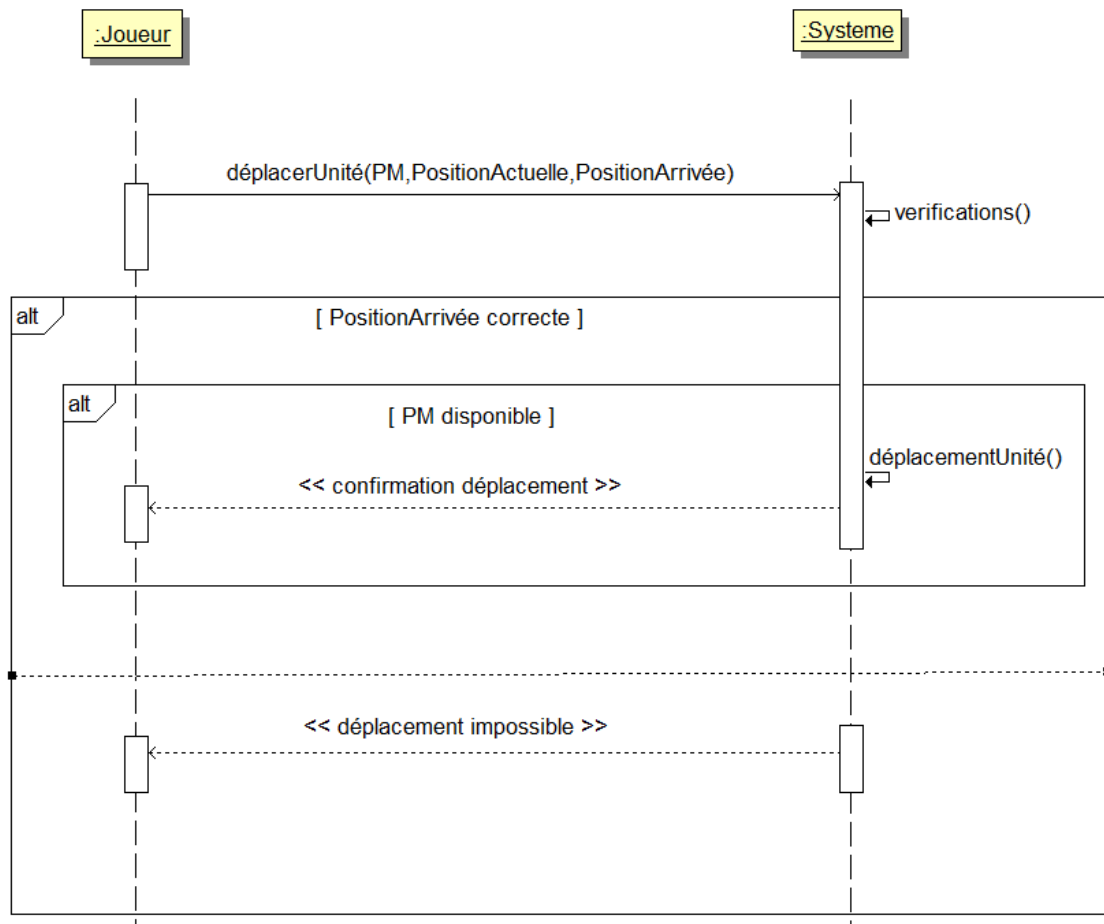 :Joueur
:Systeme
déplacerUnité(PM,PositionActuelle,PositionArrivée)
verifications()
alt
[ PositionArrivée correcte ]
alt
[ PM disponible ]
déplacementUnité()
<< confirmation déplacement >>
<< déplacement impossible >>